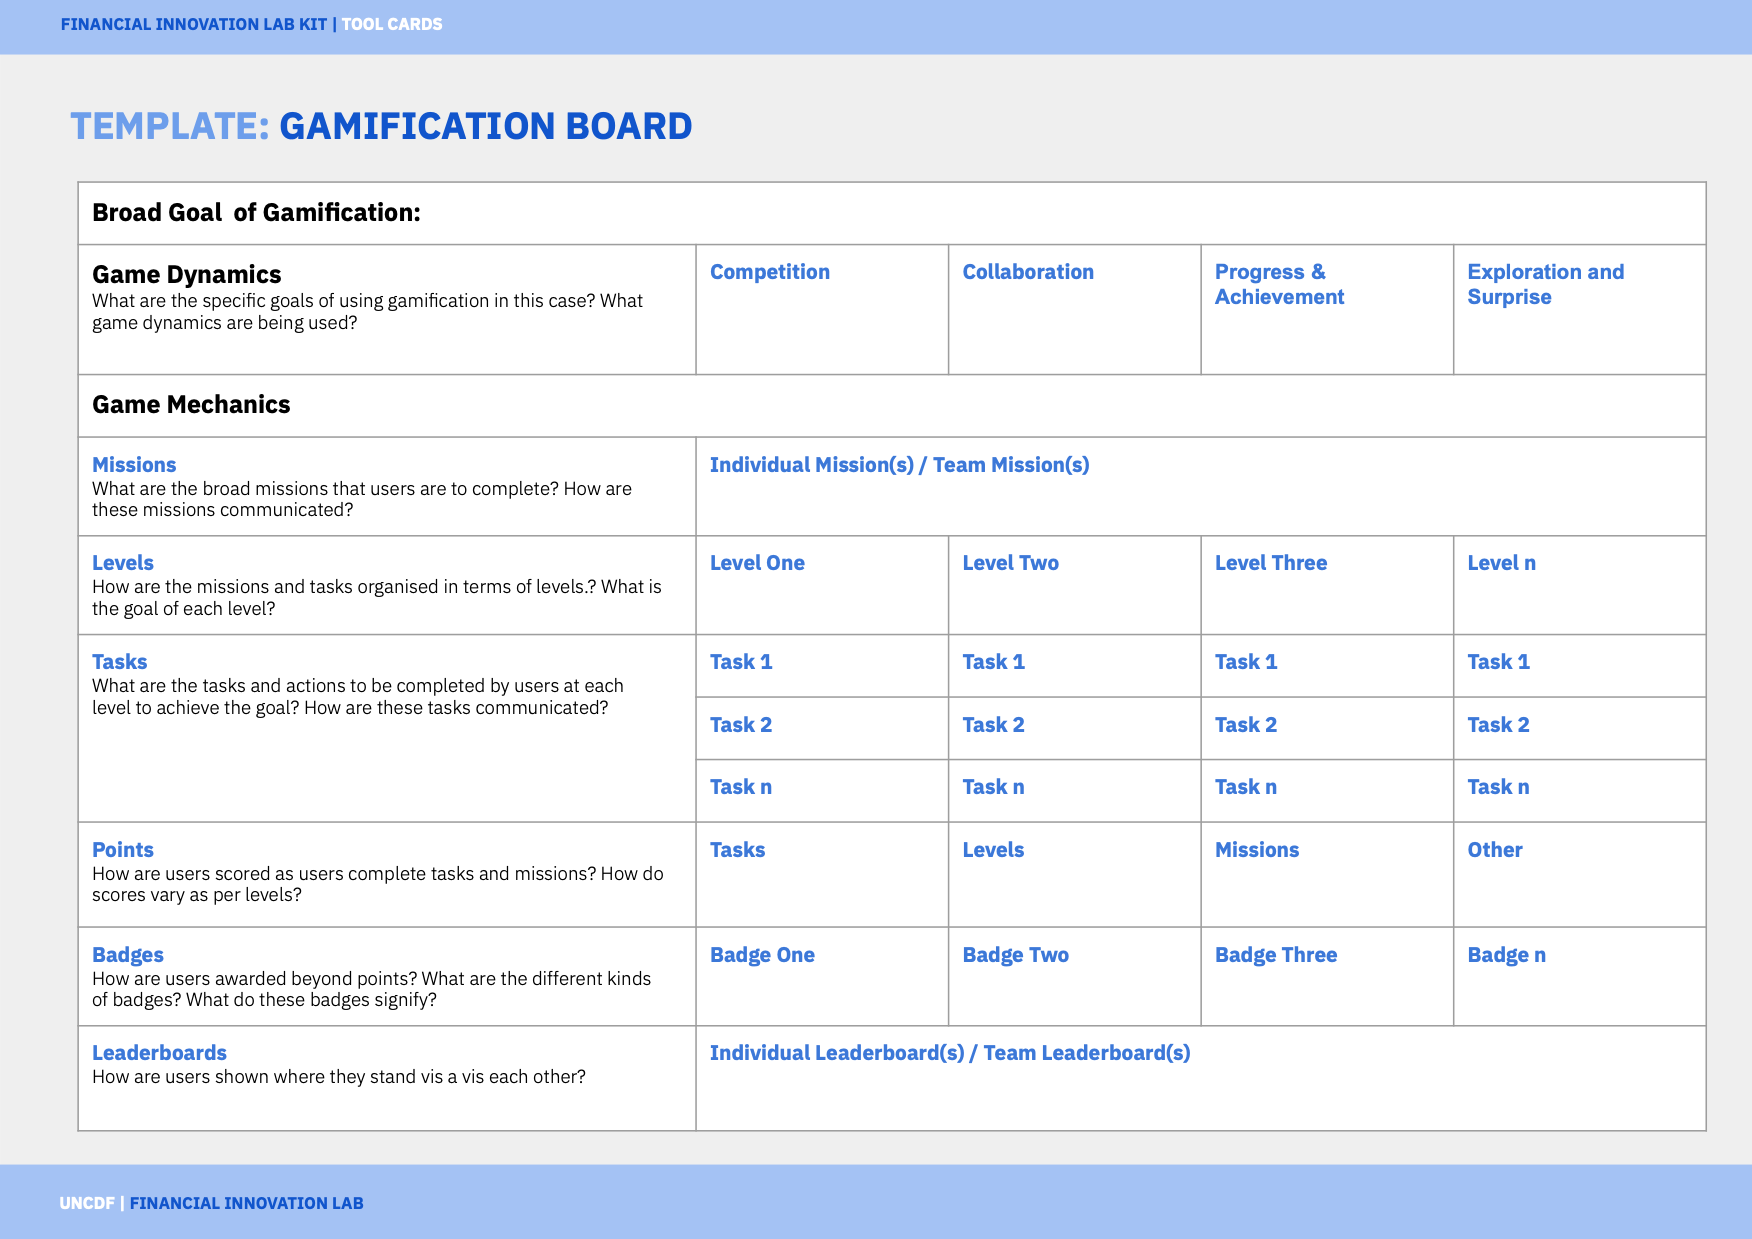 FINANCIAL INNOVATION LAB KIT | TOOL CARDS
TEMPLATE: GAMIFICATION BOARD
Broad Goal of Gamification:
Game Dynamics
What are the specific goals of using gamification in this case? What
game dynamics are being used?
Competition
Collaboration
Progress &
Achievement
Exploration and
Surprise
Game Mechanics
Missions
What are the broad missions that users are to complete? How are
these missions communicated?
Individual Mission(s) / Team Mission(s)
Levels
How are the missions and tasks organised in terms of levels.? What is
the goal of each level?
Level One
Level Two
Level Three
Level n
Tasks
What are the tasks and actions to be completed by users at each
level to achieve the goal? How are these tasks communicated?
Task 1
Task 1
Task 1
Task 1
Task 2
Task 2
Task 2
Task 2
Task n
Task n
Task n
Task n
Points
How are users scored as users complete tasks and missions? How do
scores vary as per levels?
Tasks
Levels
Missions
Other
Badges
How are users awarded beyond points? What are the different kinds
of badges? What do these badges signify?
Badge One
Badge Two
Badge Three
Badge n
Leaderboards
How are users shown where they stand vis a vis each other?
Individual Leaderboard(s) / Team Leaderboard(s)
UNCDF | FINANCIAL INNOVATION LAB